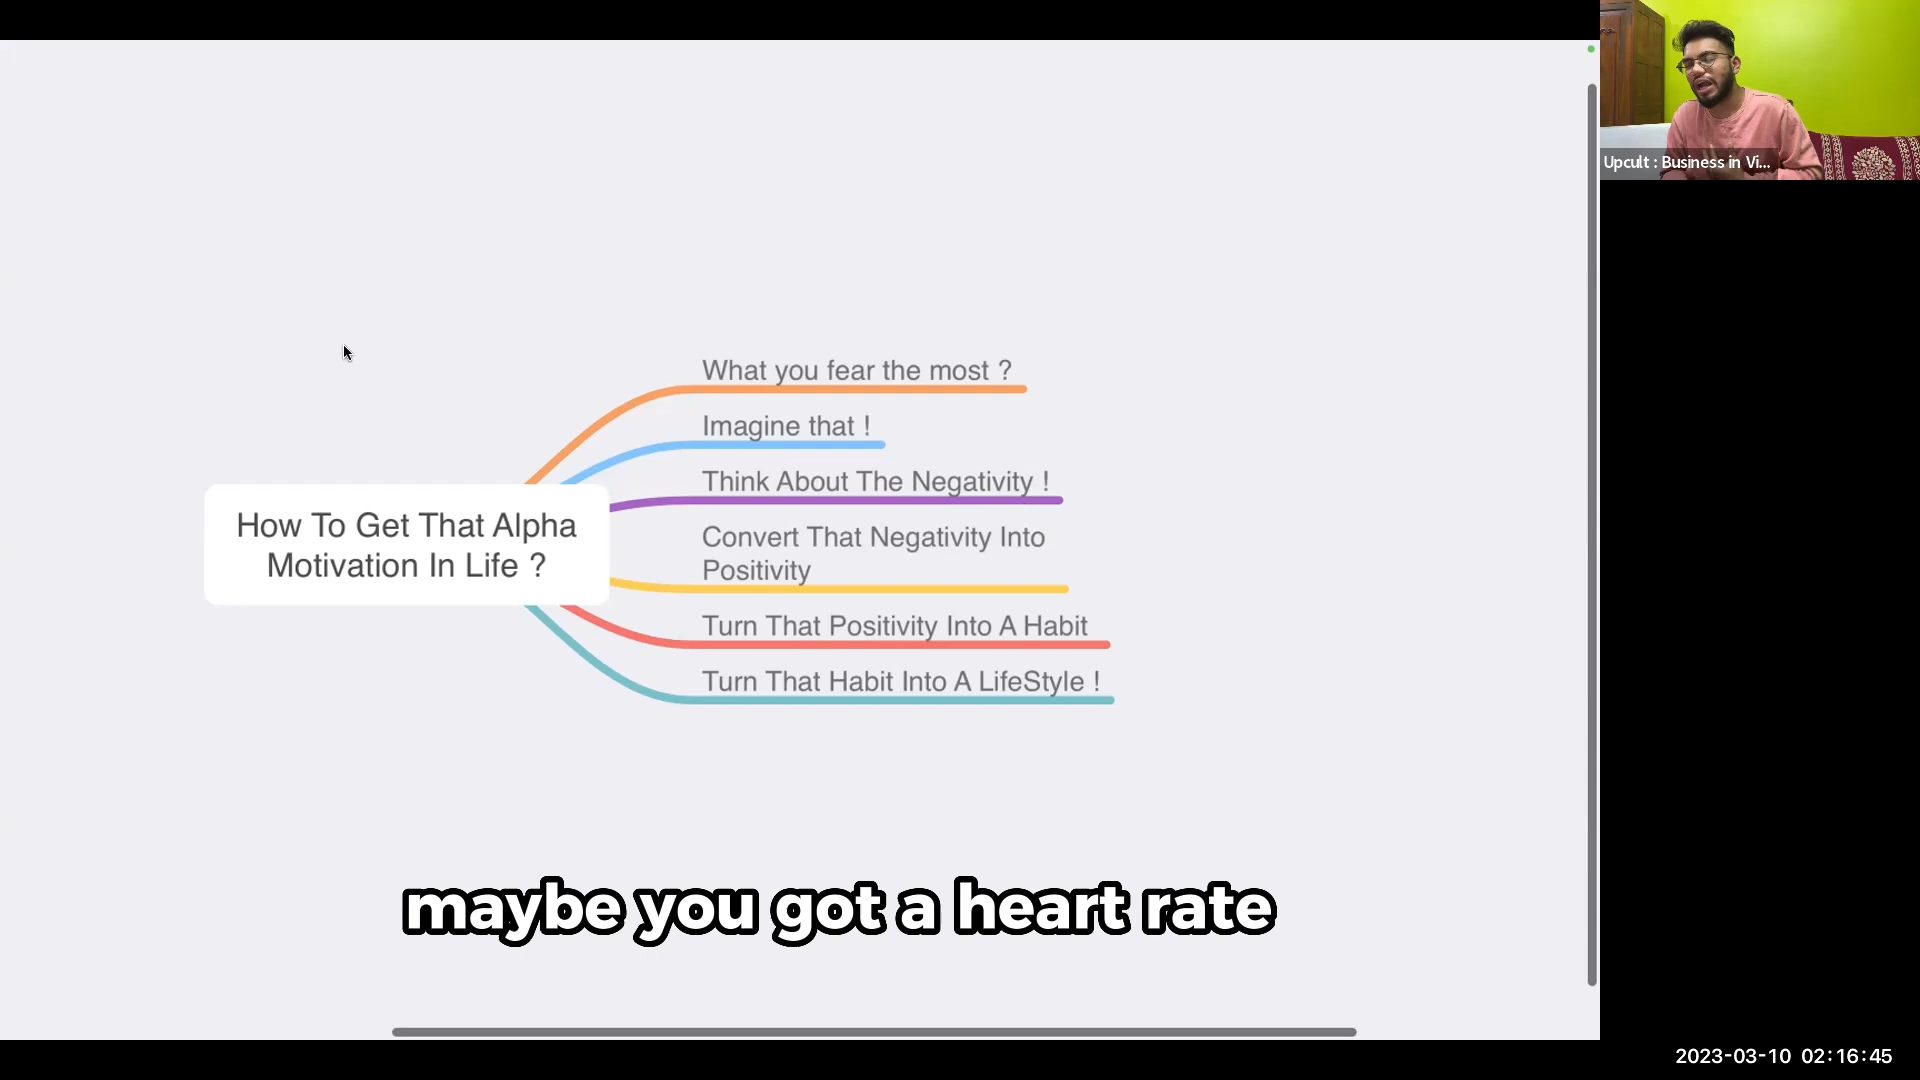 Upcult : Business in Vi...
What you fear the most ?
Imagine that !
Think About The Negativity !
How To Get That Alpha
Motivation In Life ?
Convert That Negativity Into
Positivity
Turn That Positivity Into A Habit
Turn That Habit Into A LifeStyle !
maybe you got a heart rate
2023-03-10 02:16:45